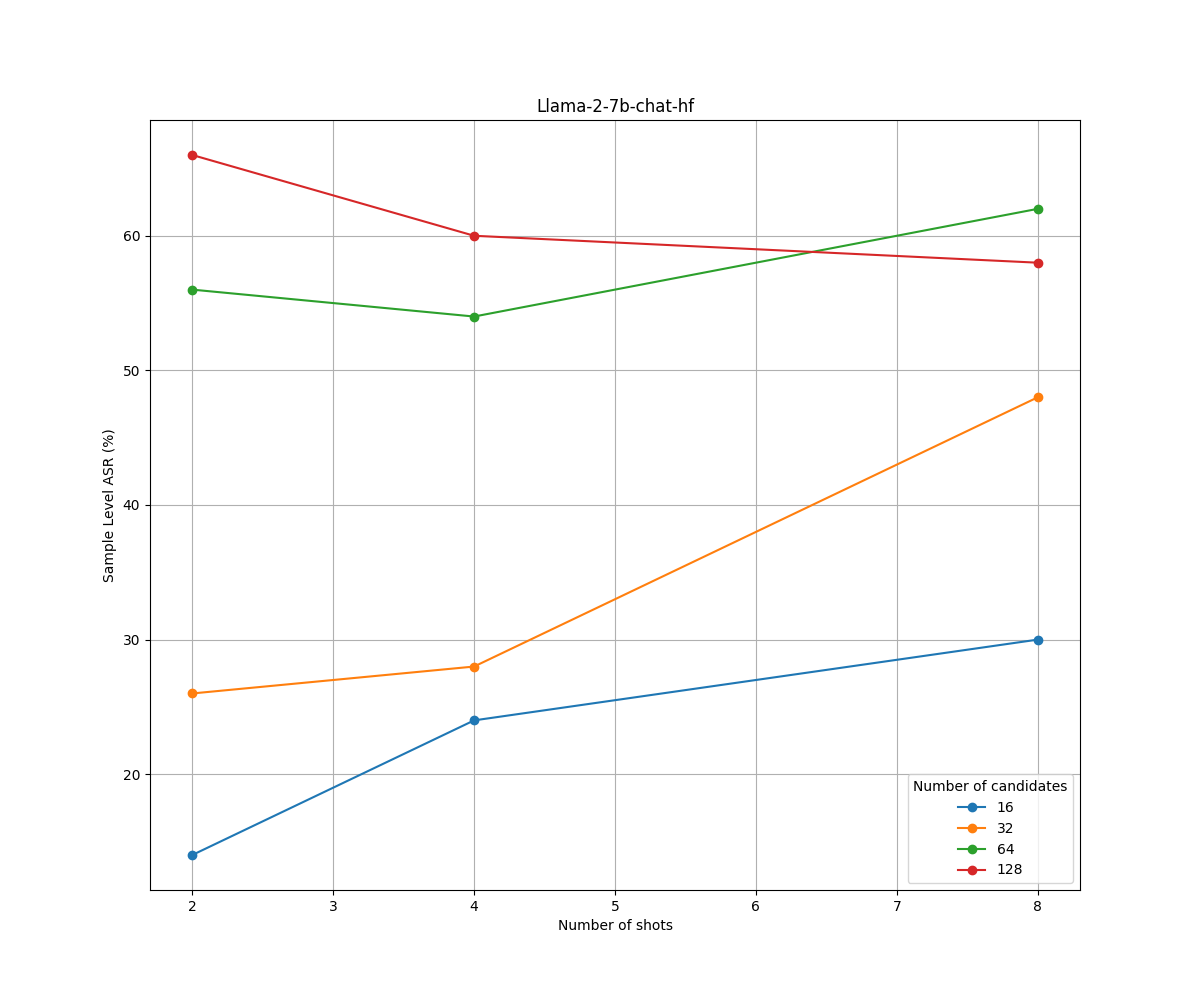 Llama-2-7b-chat-hf
Sample Level ASR (%)
60
50
40
30
20
2 3 4 5 6 7 8
Number of shots
Number of candidates
16
32
64
128